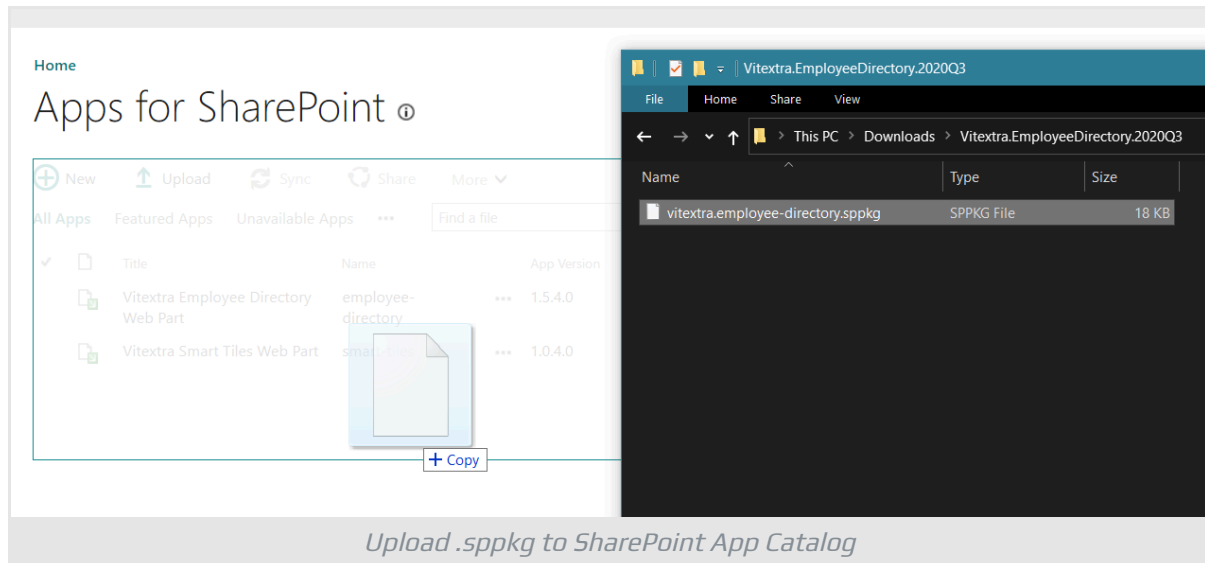 Home
Apps for SharePoint
New Upload Sync Share More
All Apps Featured Apps Unavailable Apps ••• Find a file
Title Name App Version
Vitextra Employee Directory employee- ••• 1.5.4.0
Web Part directory
Vitextra Smart Tiles Web Part ••• 1.0.4.0
+ Copy
Vitextra.EmployeeDirectory.2020Q3
File Home Share View
This PC > Downloads > Vitextra.EmployeeDirectory.2020Q3
Name Type Size
vitextra.employee-directory.sppkg SPPKG File 18 KB
Upload .sppkg to SharePoint App Catalog